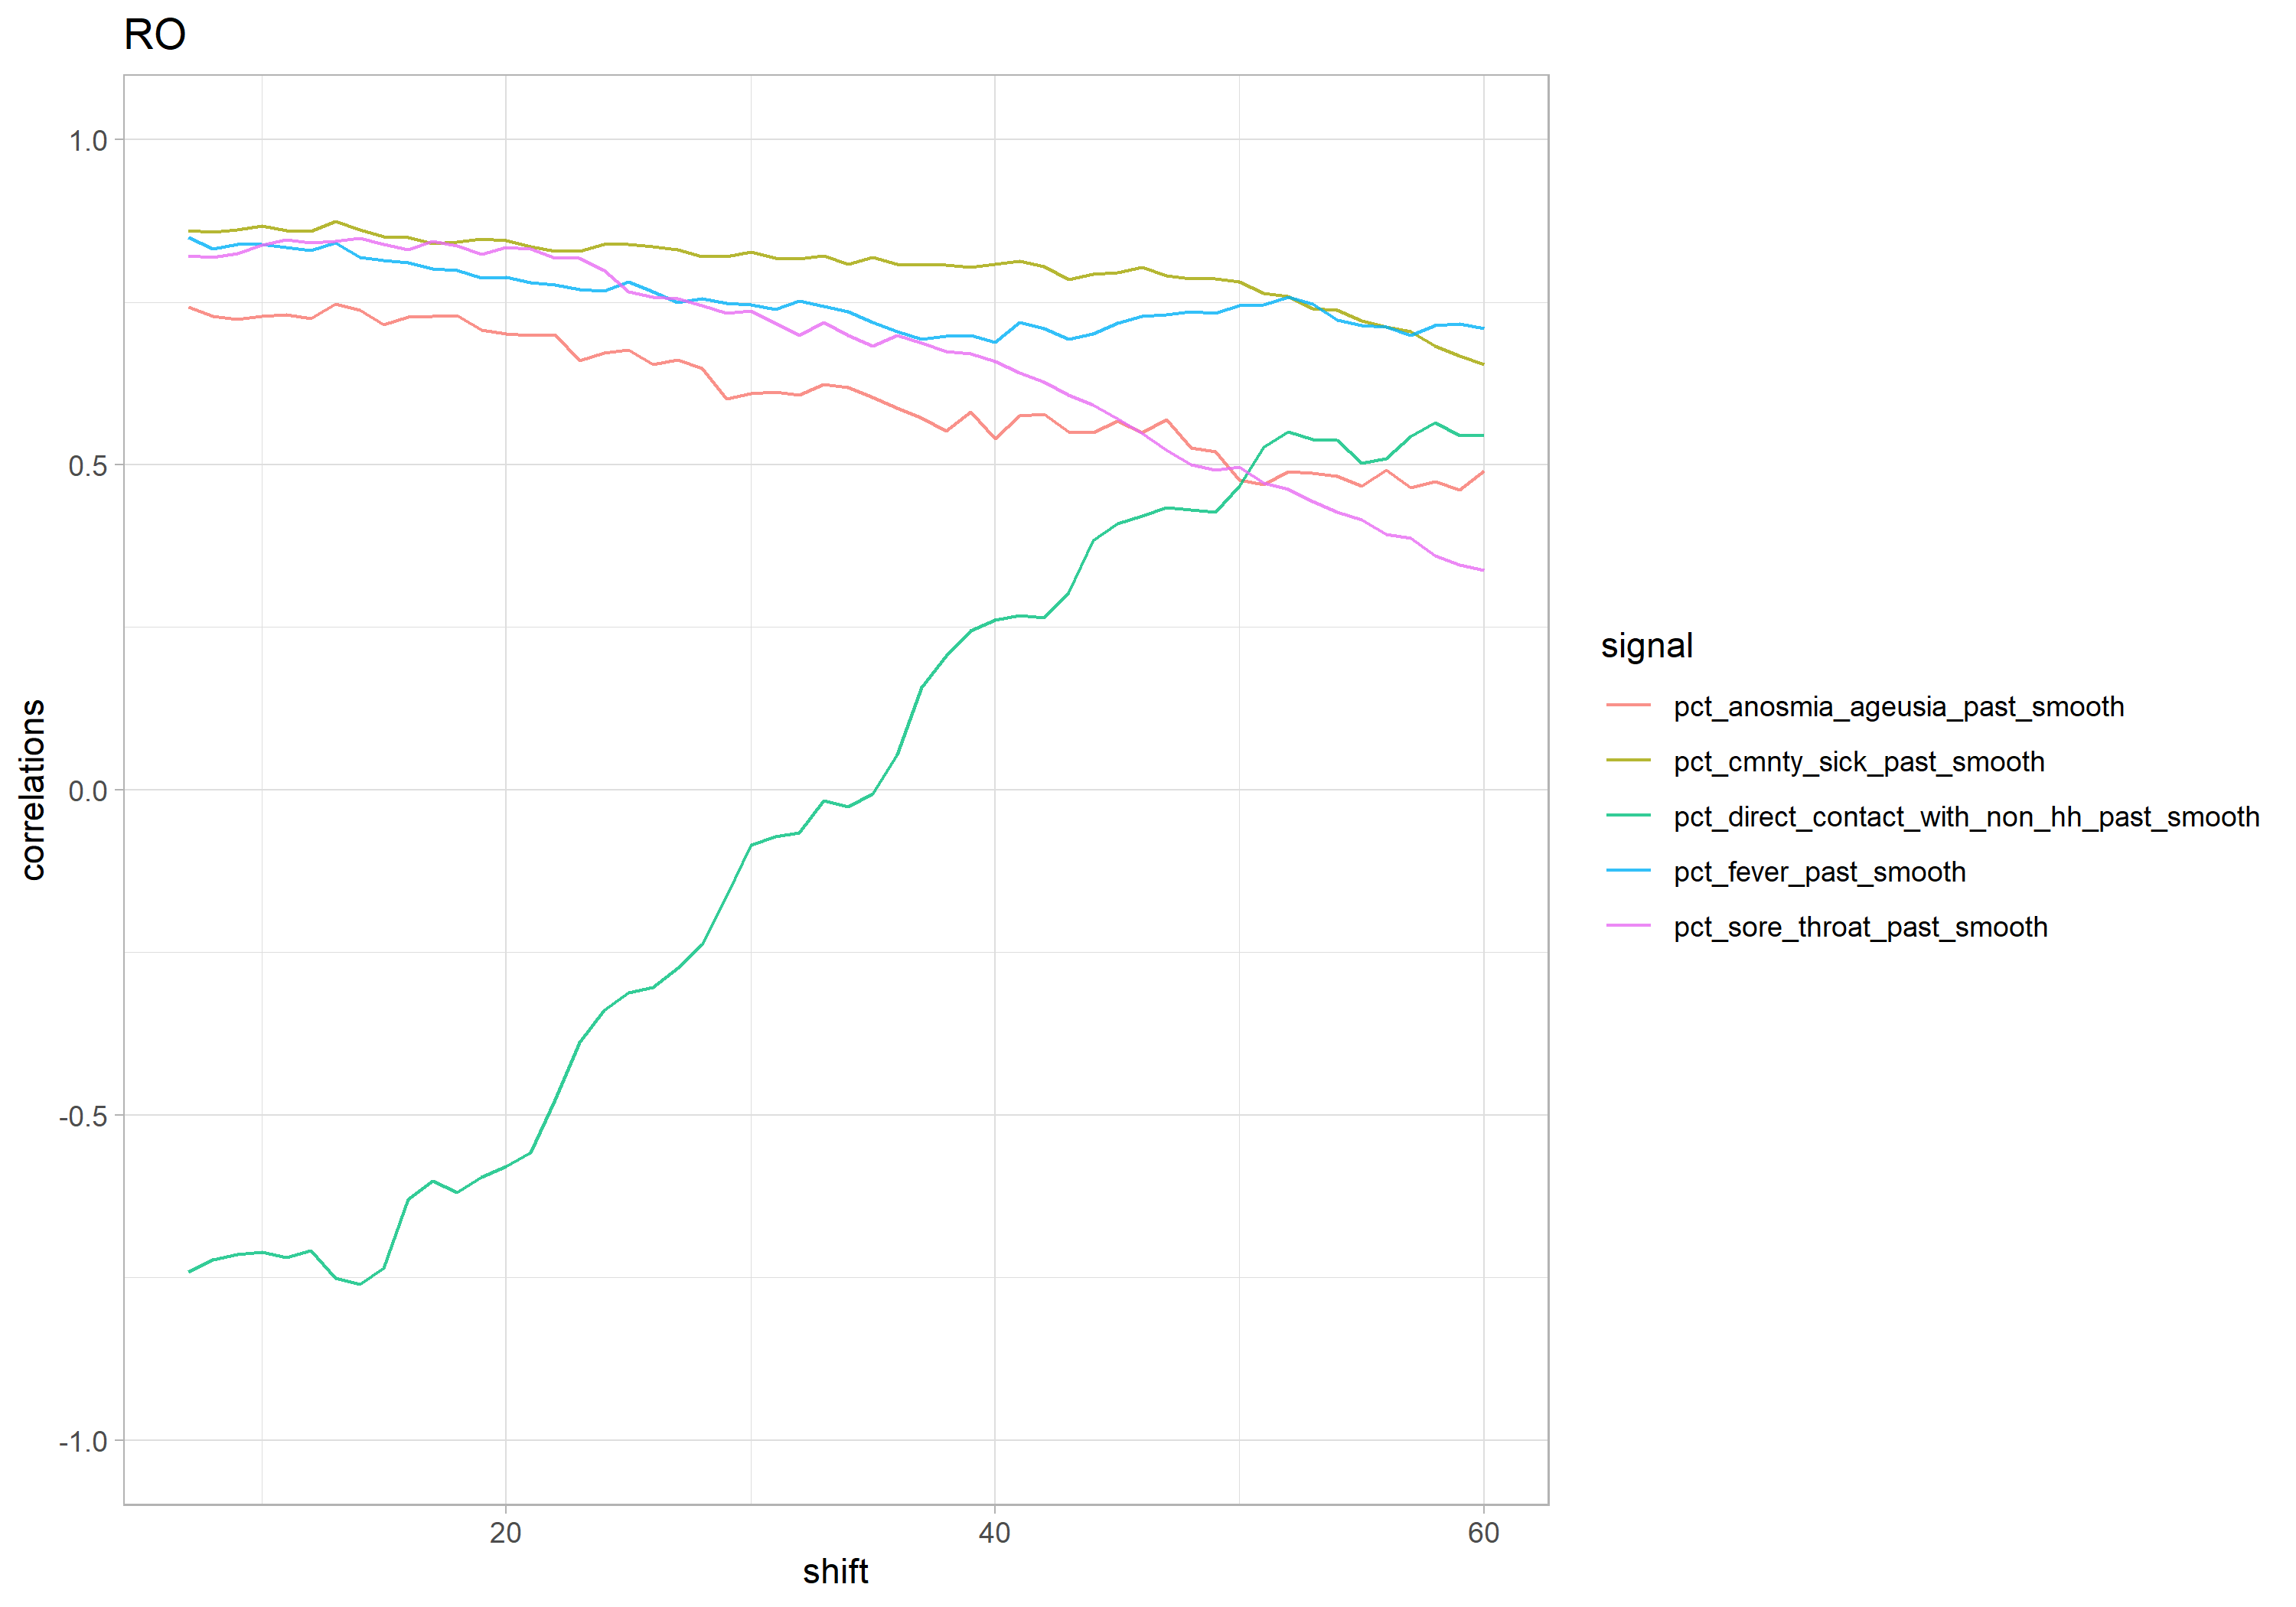 RO
1.0
0.5
0.0
-0.5
-1.0
correlations
20 40 60
shift
signal
pct_anosmia_ageusia_past_smooth
pct_cmnty_sick_past_smooth
pct_direct_contact_with_non_hh_past_smooth
pct_fever_past_smooth
pct_sore_throat_past_smooth